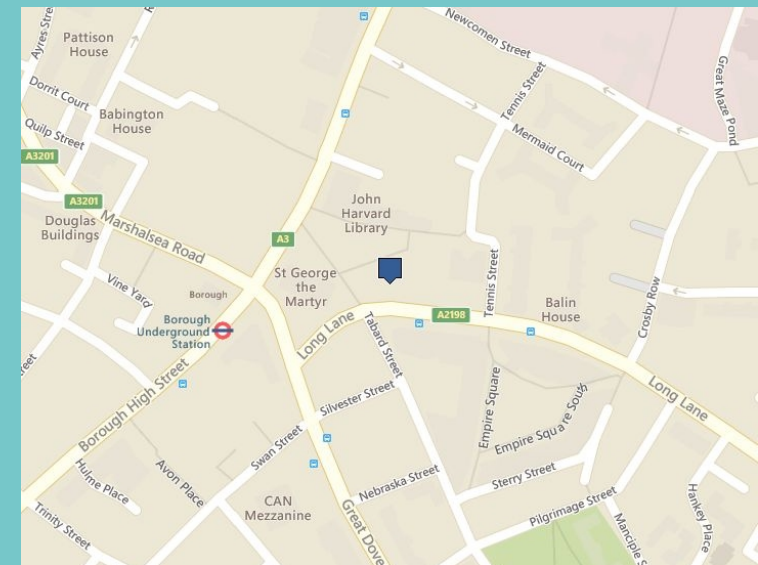 Newcomen Street
Ayres Stre
Pattison
House
Great Maze Pond
Dorrit Court
Tennis Street
Babington
House
Quilp Street
Mermaid Court
A3201
A3201
John
Harvard
Library
Douglas
Buildings
Marshalsea Road
A3
Tennis Street
St George
the
Martyr
Vine Yard
Borough
Balin
House
Crosby Row
Borough
Underground
Station
A2198
Long Lane
Tabard Street
reet
Borough High Street
Long Lane
Empire Square
Silvester Street
Empire Square South
Swan Street
Hulme Place
Avon Place
Nebraska Street
Sterry Street
CAN
Mezzanine
Great Dove
Pilgrimage Street
Hankey Place
Trinity Street
Manciple S